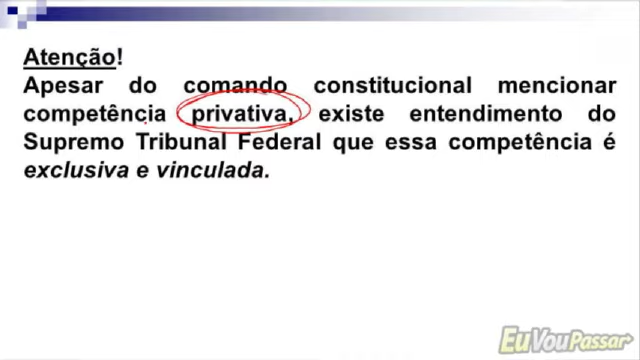 Atenção!
Apesar do comando constitucional mencionar
competência privativa, existe entendimento do
Supremo Tribunal Federal que essa competência é
exclusiva e vinculada.
EuVouPassar